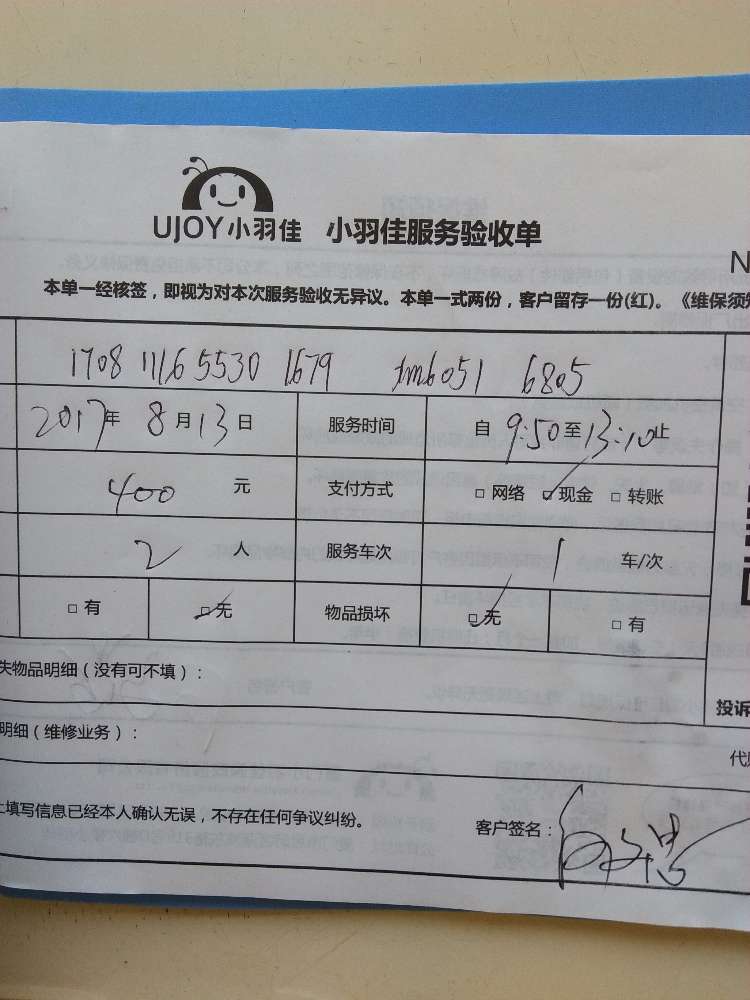 UJOY小羽佳 小羽佳服务验收单
N
本单一经核签，即视为对本次服务验收无异议。本单一式两份，客户留存一份(红)。《维保须知
1708 1116 5530 1679 tmb051 6805
2017年 8月13日 服务时间 自 9:50至13:10止
400 元 支付方式 □ 网络 ☑ 现金 □ 转账
2 人 服务车次 1 车/次
□ 有 ☑ 无 物品损坏 ☑ 无 □ 有
失物品明细（没有可不填）：
投诉
明细（维修业务）：
上填写信息已经本人确认无误，不存在任何争议纠纷。
客户签名：